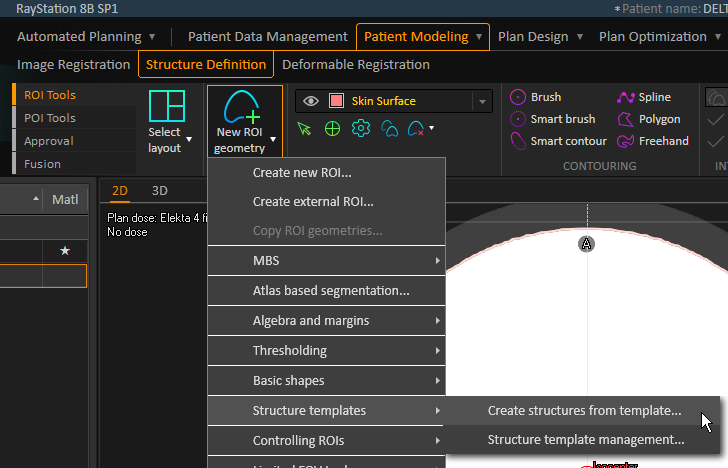 RayStation 8B SP1
*Patient name: DELT
Automated Planning
Patient Data Management
Patient Modeling
Plan Design
Plan Optimization
Image Registration
Structure Definition
Deformable Registration
ROI Tools
POI Tools
Approval
Fusion
Select
layout
New ROI
geometry
Skin Surface
Brush
Smart brush
Smart contour
Spline
Polygon
Freehand
CONTOURING
INT
Matl
2D
3D
Plan dose: Elekta 4 fi
No dose
A
Create new ROI...
Create external ROI...
Copy ROI geometries...
MBS
Atlas based segmentation...
Algebra and margins
Thresholding
Basic shapes
Structure templates
Controlling ROIs
Create structures from template...
Structure template management...